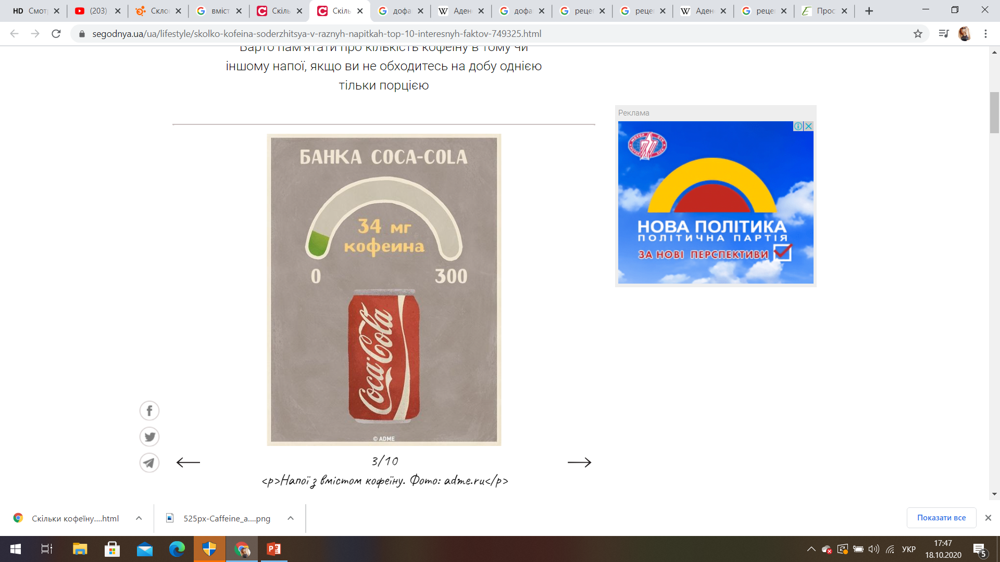 HD Смот
(203)
Скло
вміст
Скіль
Скіль
дофа
Аден
дофа
реце
реце
Аден
реце
Прос
segodnya.ua/ua/lifestyle/skolko-kofeina-soderzhitsya-v-raznyh-napitkah-top-10-interesnyh-faktov-749325.html
Варто пам'ятати про кількість кофеїну в тому чи
іншому напої, якщо ви не обходитесь на добу однією
тільки порцією
Реклама
МОТОР СІЧ
НОВА ПОЛІТИКА
ПОЛІТИЧНА ПАРТІЯ
ЗА НОВІ ПЕРСПЕКТИВИ
БАНКА COCA-COLA
34 мг
кофеина
0
300
Coca-Cola
© ADME
3/10
<p>Напої з вмістом кофеїну. Фото: adme.ru</p>
Скільки кофеїну....html
525px-Caffeine_a....png
Показати все
УКР
17:47
18.10.2020
5